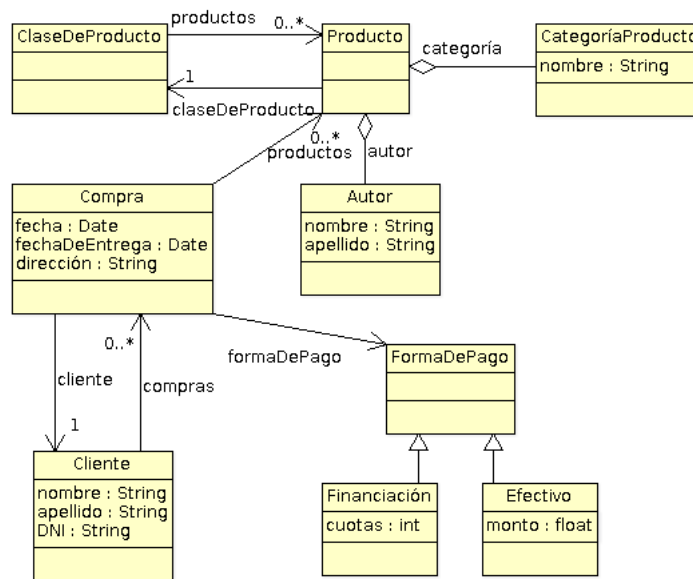 productos
0..*
ClaseDeProducto
Producto
categoría
CategoríaProducto
nombre : String
1
claseDeProducto
0..*
productos
autor
Compra
fecha : Date
fechaDeEntrega : Date
dirección : String
Autor
nombre : String
apellido : String
0..*
formaDePago
FormaDePago
cliente
compras
1
Cliente
nombre : String
apellido : String
DNI : String
Financiación
cuotas : int
Efectivo
monto : float